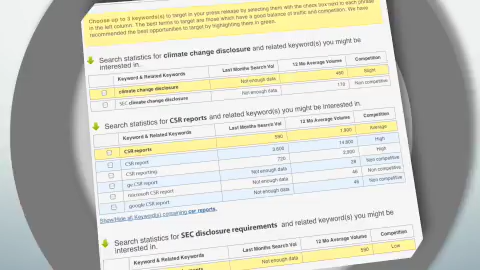 Choose up to 3 keywords(s) to target in your press release by selecting them with the check box next to each phrase
in the left column. The best terms to target are those which have a good balance of traffic and competition. We have
recommended the best opportunities to target by highlighting them in green.
Search statistics for climate change disclosure and related keyword(s) you might be
interested in..
Keyword & Related Keywords Last Months Search Vol 12 Mo Average Volume Competition
climate change disclosure Not enough data 480 Might
SEC climate change disclosure Not enough data 170 Non competitive
Search statistics for CSR reports and related keyword(s) you might be interested in.
Keyword & Related Keywords Last Months Search Vol 12 Mo Average Volume Competition
CSR reports 590 1,900 Average
CSR report 3,600 14,800 High
CSR reporting 720 3,600 High
ge CSR report Not enough data 28 Non competitive
microsoft CSR report Not enough data 46 Non competitive
google CSR report Not enough data 46 Non competitive
Show/Hide all Keyword(s) containing csr reports.
Search statistics for SEC disclosure requirements and related keyword(s) you might be
interested in..
Keyword & Related Keywords Last Months Search Vol 12 Mo Average Volume Competition
Not enough data 590 Low